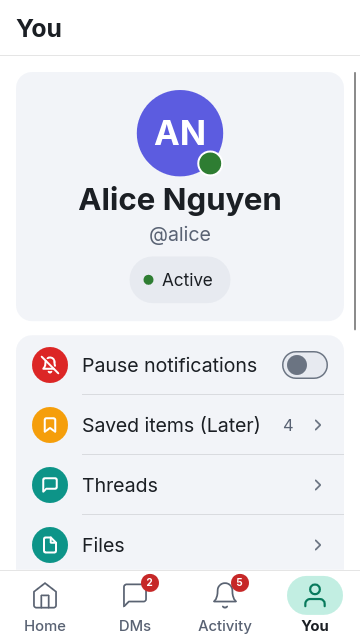 You
AN
Alice Nguyen
@alice
Active
Pause notifications
Saved items (Later) 4
Threads
Files
2
5
Home DMs Activity You